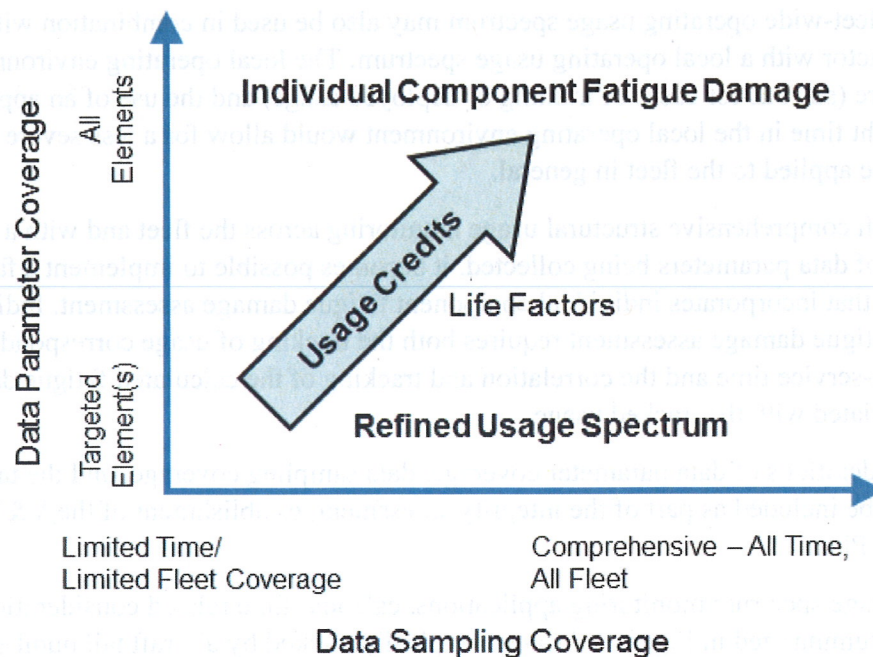 Individual Component Fatigue Damage
All
Elements
Data Parameter Coverage
Usage Credits
Life Factors
Targeted
Element(s)
Refined Usage Spectrum
Limited Time/
Limited Fleet Coverage
Comprehensive – All Time,
All Fleet
Data Sampling Coverage